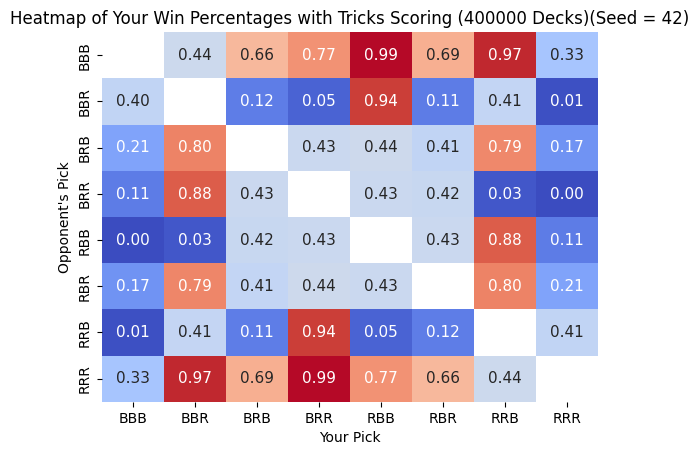 Heatmap of Your Win Percentages with Tricks Scoring (400000 Decks)(Seed = 42)
Opponent's Pick
BBB 0.44 0.66 0.77 0.99 0.69 0.97 0.33
BBR 0.40 0.12 0.05 0.94 0.11 0.41 0.01
BRB 0.21 0.80 0.43 0.44 0.41 0.79 0.17
BRR 0.11 0.88 0.43 0.43 0.42 0.03 0.00
RBB 0.00 0.03 0.42 0.43 0.43 0.88 0.11
RBR 0.17 0.79 0.41 0.44 0.43 0.80 0.21
RRB 0.01 0.41 0.11 0.94 0.05 0.12 0.41
RRR 0.33 0.97 0.69 0.99 0.77 0.66 0.44
BBB BBR BRB BRR RBB RBR RRB RRR
Your Pick